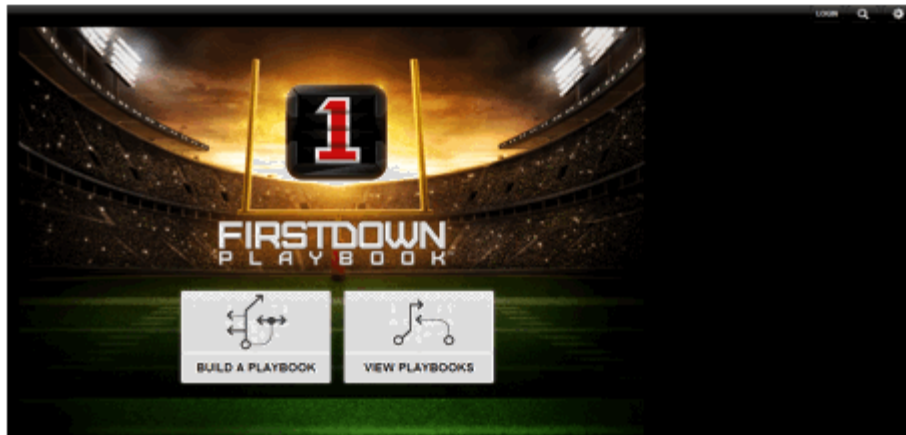 LOGIN
1
FIRSTDOWN
PLAYBOOK
BUILD A PLAYBOOK
VIEW PLAYBOOKS